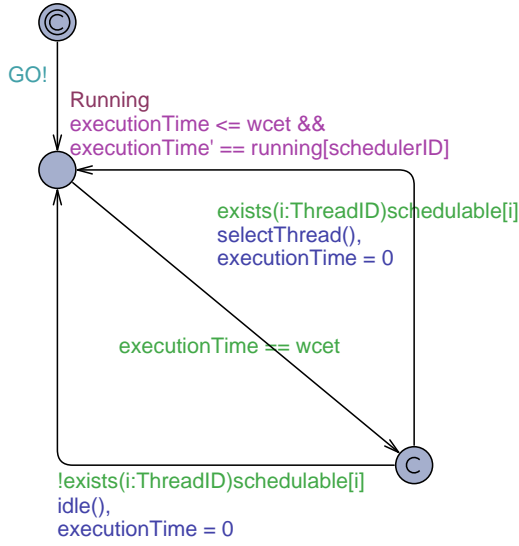 C
GO!
Running
executionTime <= wcet &&
executionTime' == running[schedulerID]
exists(i:ThreadID)schedulable[i]
selectThread(),
executionTime = 0
executionTime == wcet
C
!exists(i:ThreadID)schedulable[i]
idle(),
executionTime = 0